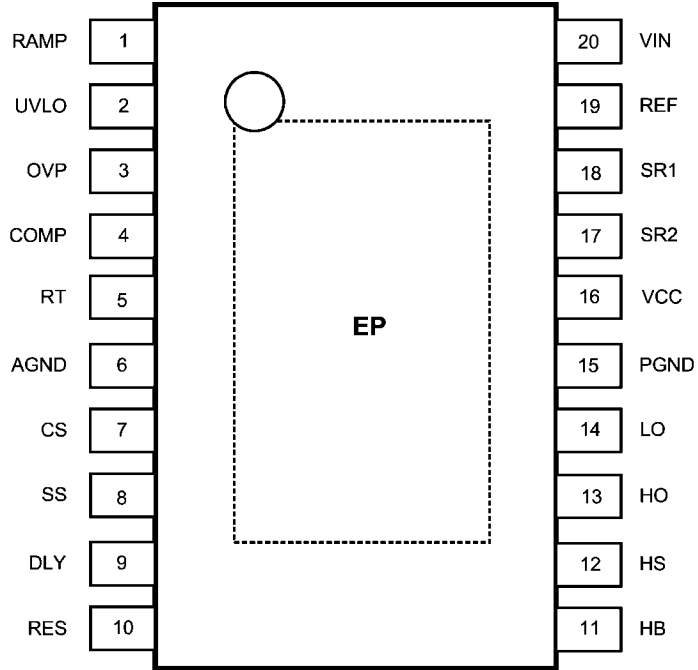 RAMP 1 20 VIN
UVLO 2 19 REF
OVP 3 18 SR1
COMP 4 17 SR2
RT 5 16 VCC
EP
AGND 6 15 PGND
CS 7 14 LO
SS 8 13 HO
DLY 9 12 HS
RES 10 11 HB